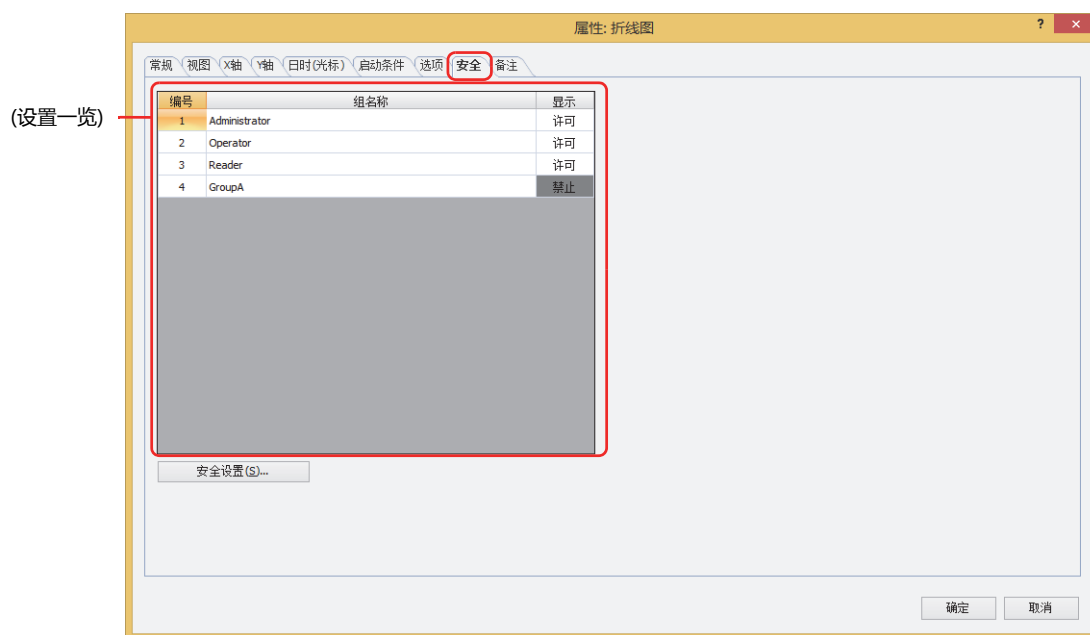 属性: 折线图
? ×
常规 视图 X轴 Y轴 日时(光标) 启动条件 选项 安全 备注
(设置一览)
编号 组名称 显示
1 Administrator 许可
2 Operator 许可
3 Reader 许可
4 GroupA 禁止
安全设置(S)...
确定 取消